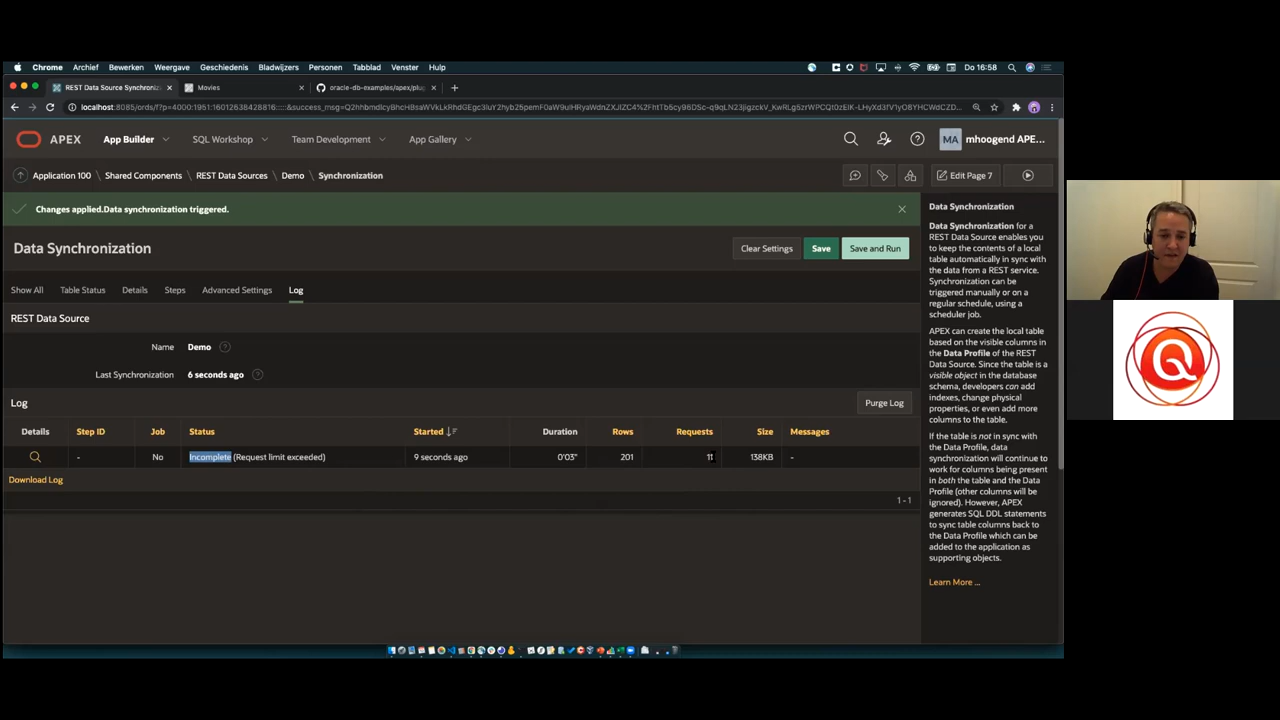 Chrome Archief Bewerken Weergave Geschiedenis Bladwijzers Personen Tabblad Venster Help
Do 16:58
REST Data Source Synchroniza
Movies
oracle-db-examples/apex/plu
APEX
App Builder
SQL Workshop
Team Development
App Gallery
MA
mhoogend APE...
Application 100
Shared Components
REST Data Sources
Demo
Synchronization
Edit Page 7
Changes applied.Data synchronization triggered.
Data Synchronization
Clear Settings
Save
Save and Run
Show All
Table Status
Details
Steps
Advanced Settings
Log
REST Data Source
Name Demo
Last Synchronization 6 seconds ago
Log
Purge Log
Details Step ID Job Status Started Duration Rows Requests Size Messages
- No Incomplete (Request limit exceeded) 9 seconds ago 0'03" 201 11 138KB -
Download Log
1 - 1
Data Synchronization
Data Synchronization for a
REST Data Source enables you
to keep the contents of a local
table automatically in sync with
the data from a REST service.
Synchronization can be
triggered manually or on a
regular schedule, using a
scheduler job.
APEX can create the local table
based on the visible columns in
the Data Profile of the REST
Data Source. Since the table is a
visible object in the database
schema, developers can add
indexes, change physical
properties, or even add more
columns to the table.
If the table is not in sync with
the Data Profile, data
synchronization will continue to
work for columns being present
in both the table and the Data
Profile (other columns will be
ignored). However, APEX
generates SQL DDL statements
to sync table columns back to
the Data Profile which can be
added to the application as
supporting objects.
Learn More ...
Q